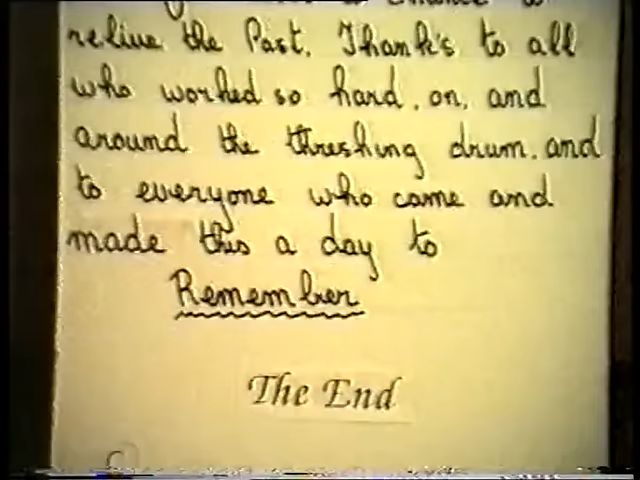 relive the Past. Thank's to all
who worked so hard, on, and
around the threshing drum. and
to everyone who came and
made this a day to
Remember
The End